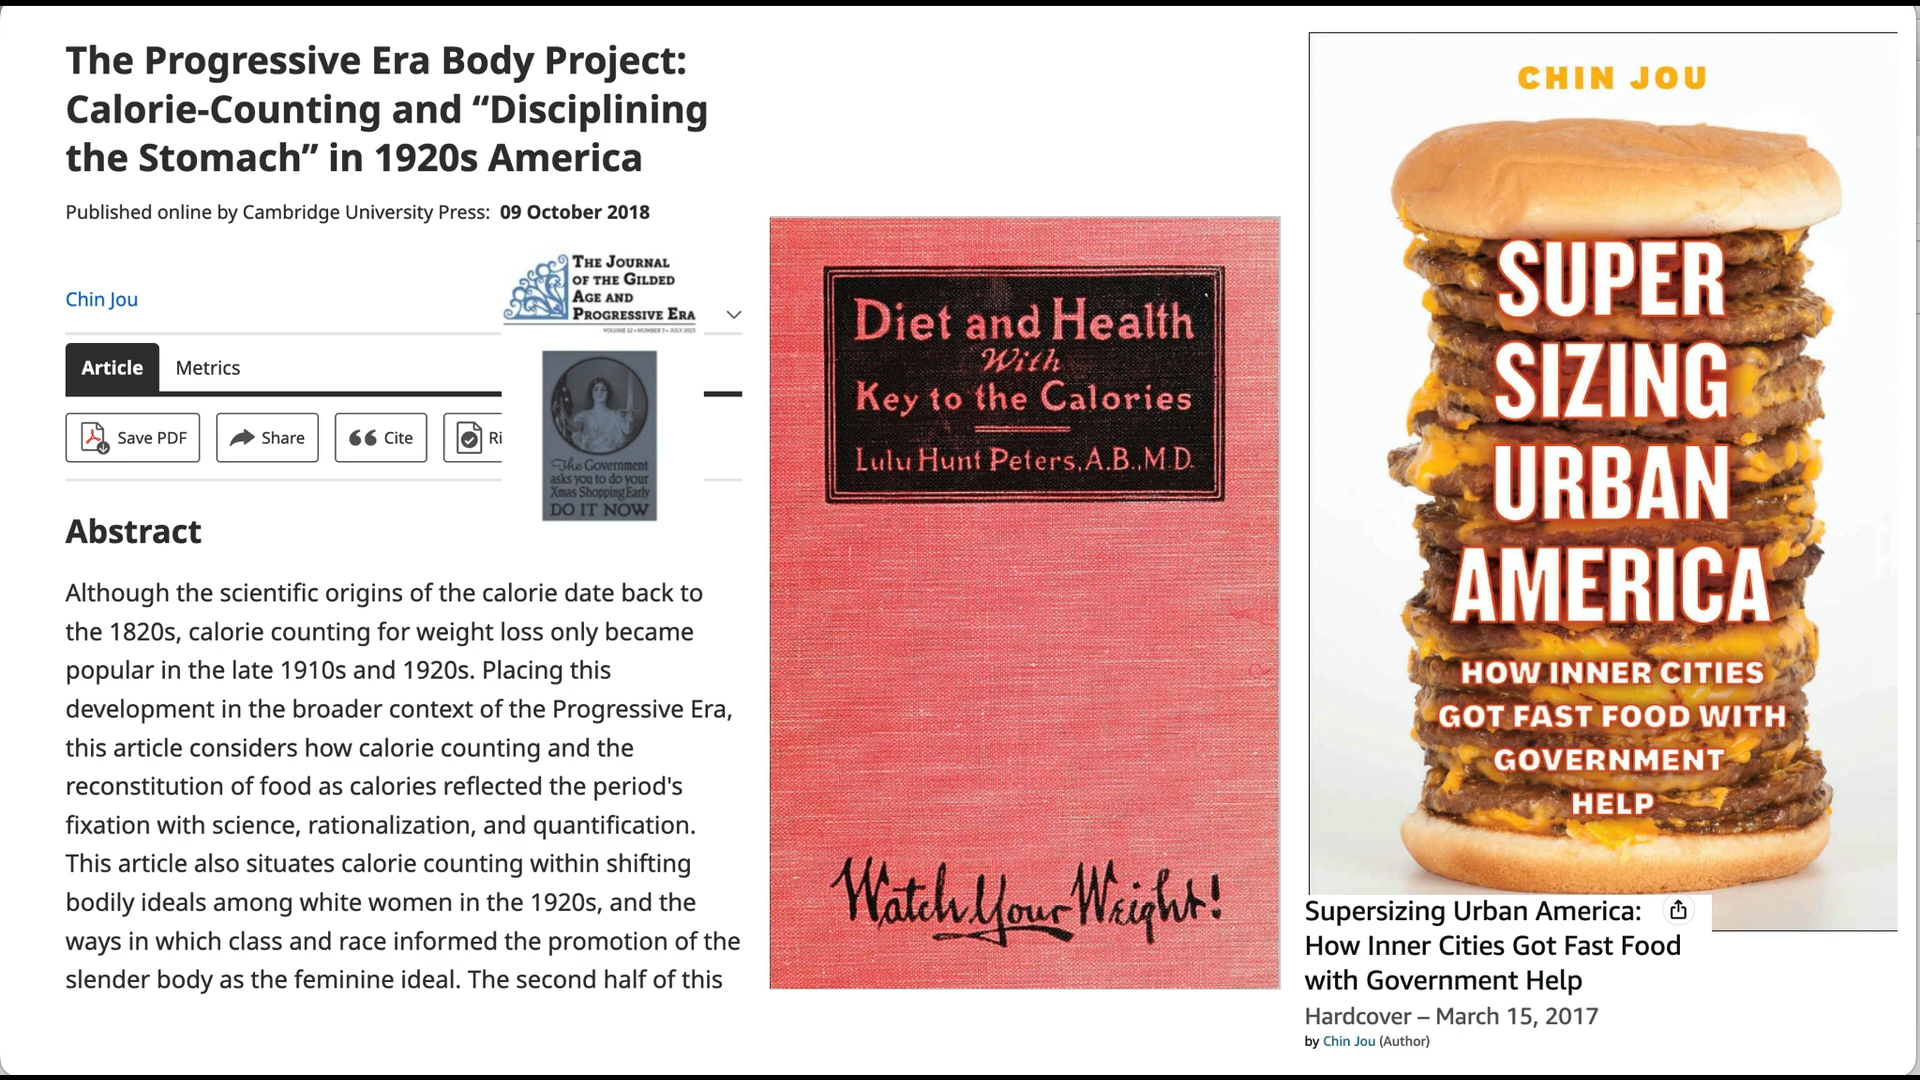 The Progressive Era Body Project:
Calorie-Counting and “Disciplining
the Stomach” in 1920s America
Published online by Cambridge University Press: 09 October 2018
Chin Jou
THE JOURNAL
OF THE GILDED
AGE AND
PROGRESSIVE ERA
VOLUME 22 • NUMBER 3 • JULY 2023
Article
Metrics
Save PDF
Share
Cite
Ri
The Government
asks you to do your
Xmas Shopping Early
DO IT NOW
Abstract
Although the scientific origins of the calorie date back to
the 1820s, calorie counting for weight loss only became
popular in the late 1910s and 1920s. Placing this
development in the broader context of the Progressive Era,
this article considers how calorie counting and the
reconstitution of food as calories reflected the period's
fixation with science, rationalization, and quantification.
This article also situates calorie counting within shifting
bodily ideals among white women in the 1920s, and the
ways in which class and race informed the promotion of the
slender body as the feminine ideal. The second half of this
Diet and Health
With
Key to the Calories
Lulu Hunt Peters, A.B., M.D.
Watch Your Weight!
CHIN JOU
SUPER
SIZING
URBAN
AMERICA
HOW INNER CITIES
GOT FAST FOOD WITH
GOVERNMENT
HELP
Supersizing Urban America:
How Inner Cities Got Fast Food
with Government Help
Hardcover – March 15, 2017
by Chin Jou (Author)